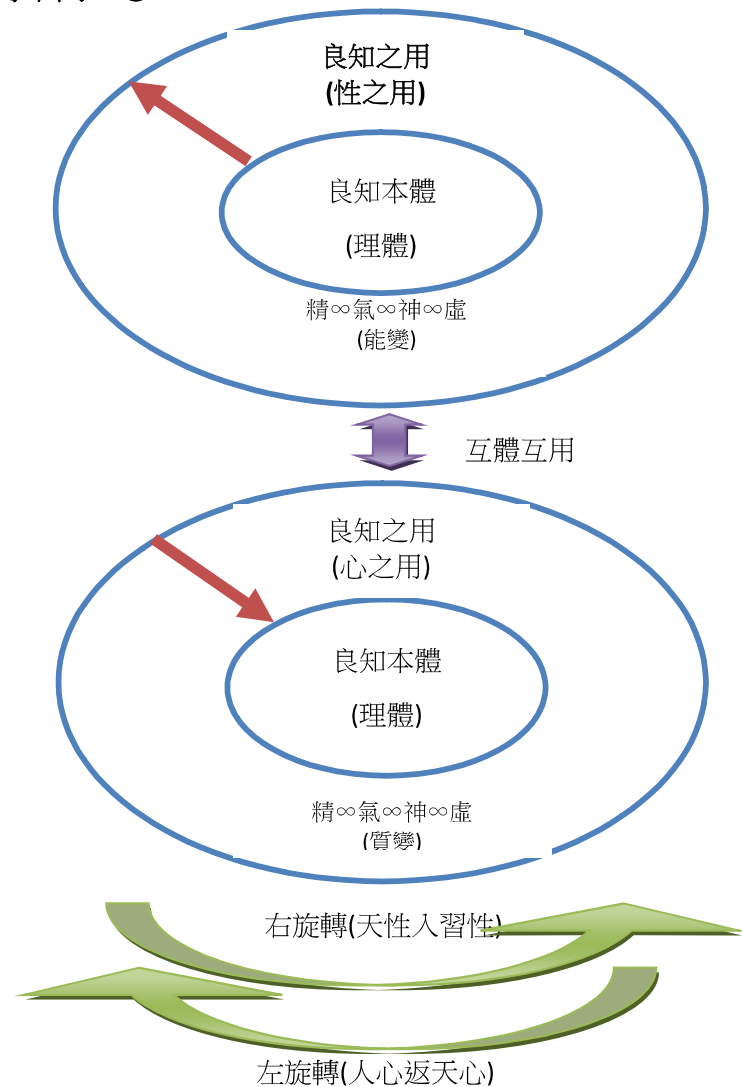 良知之用
(性之用)
良知本體
(理體)
精∞氣∞神∞虛
(能變)
互體互用
良知之用
(心之用)
良知本體
(理體)
精∞氣∞神∞虛
(質變)
右旋轉(天性入習性)
左旋轉(人心返天心)